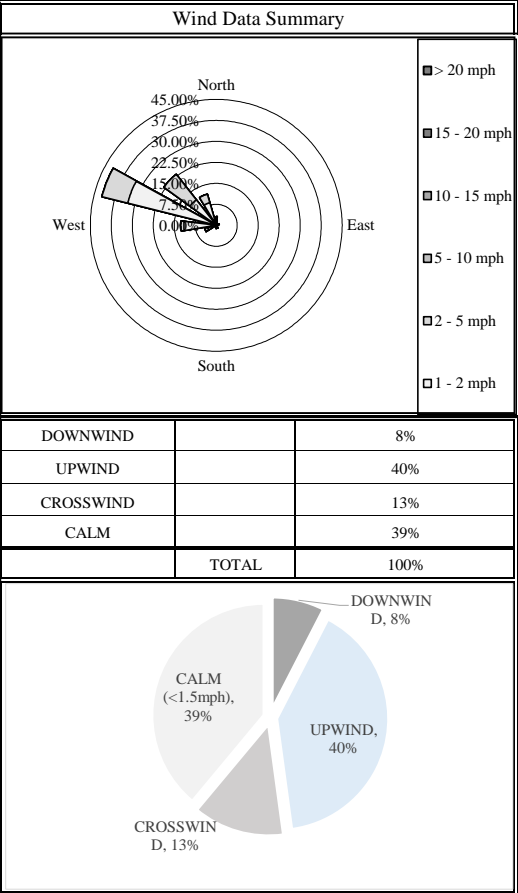 Wind Data Summary
North
45.00%
37.50%
30.00%
22.50%
15.00%
7.50%
0.00%
West
East
South
> 20 mph
15 - 20 mph
10 - 15 mph
5 - 10 mph
2 - 5 mph
1 - 2 mph
DOWNWIND 8%
UPWIND 40%
CROSSWIND 13%
CALM 39%
TOTAL 100%
DOWNWIN
D, 8%
CALM
(<1.5mph),
39%
UPWIND,
40%
CROSSWIN
D, 13%